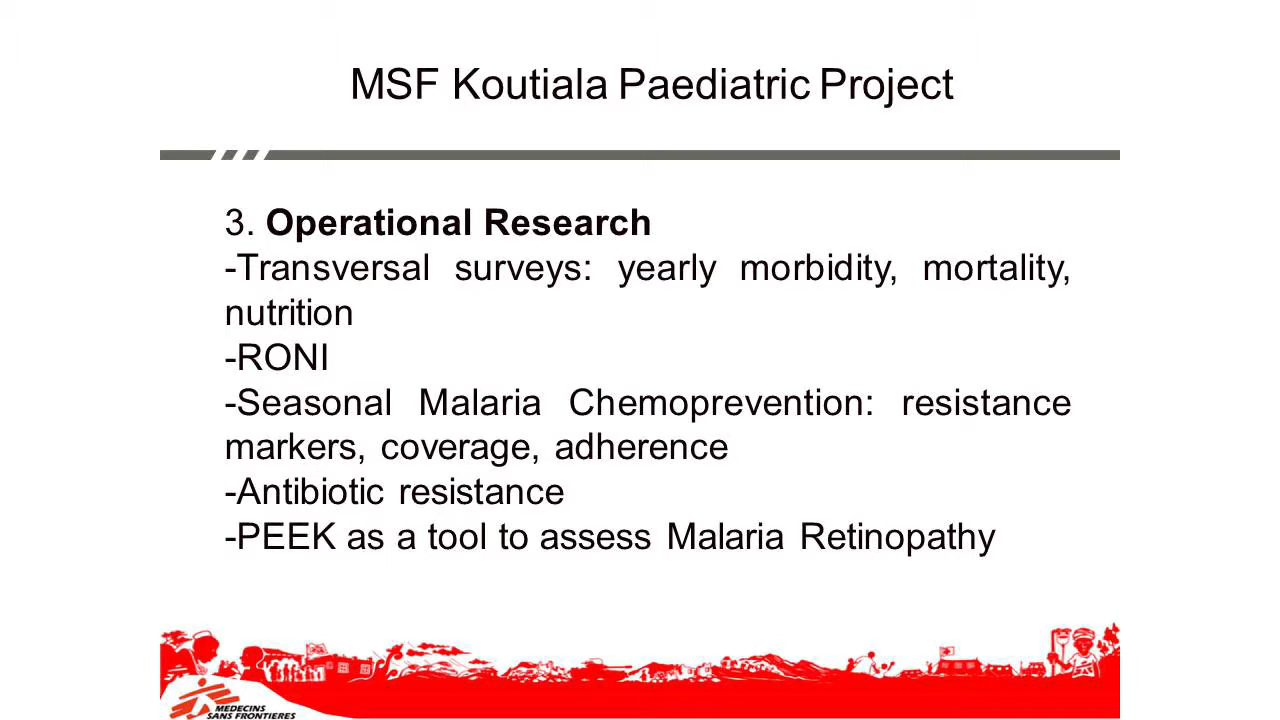 MSF Koutiala Paediatric Project
3. Operational Research
-Transversal surveys: yearly morbidity, mortality,
nutrition
-RONI
-Seasonal Malaria Chemoprevention: resistance
markers, coverage, adherence
-Antibiotic resistance
-PEEK as a tool to assess Malaria Retinopathy
MEDECINS
SANS FRONTIERES